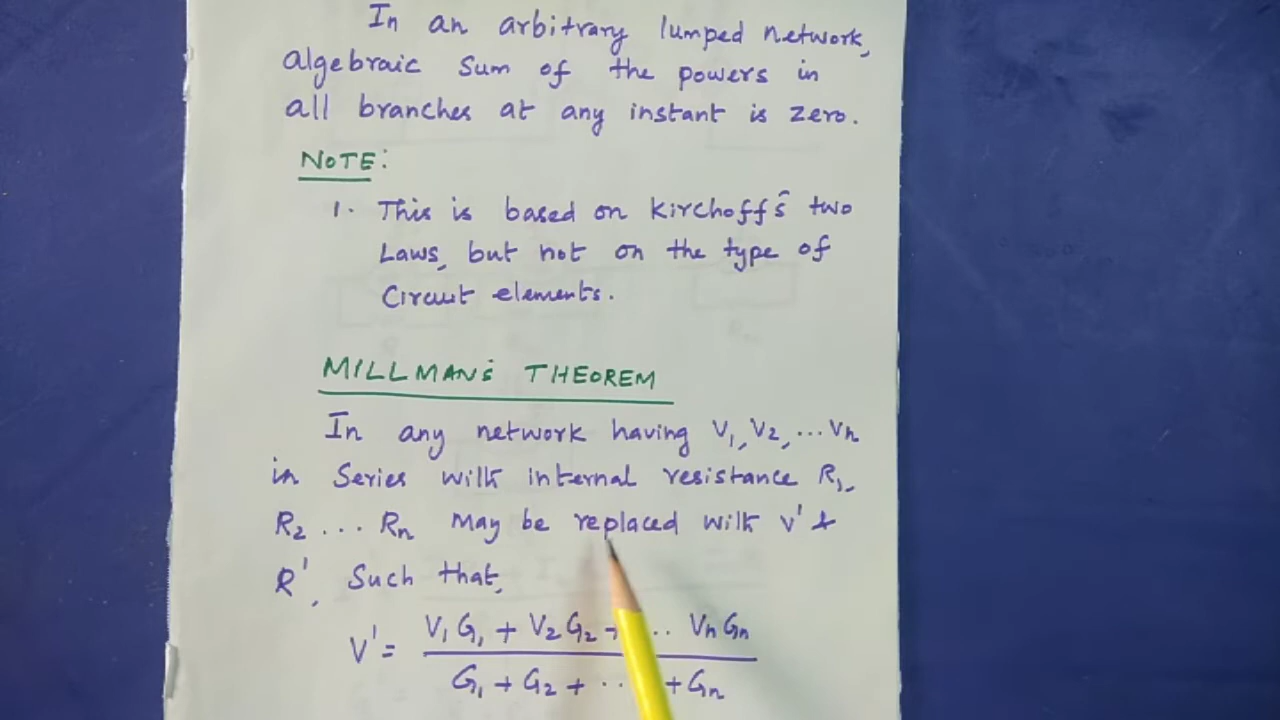 In an arbitrary lumped network,
algebraic Sum of the powers in
all branches at any instant is zero.
NOTE:
1. This is based on Kirchoff's two
Laws, but not on the type of
Circuit elements.
MILLMAN's THEOREM
In any network having V₁, V₂, ... Vn
in Series with internal resistance R₁,
R₂ ... Rn may be replaced with V' &
R', Such that,
V' = V₁G₁ + V₂G₂ + .. VnGn
G₁ + G₂ + .. + Gn